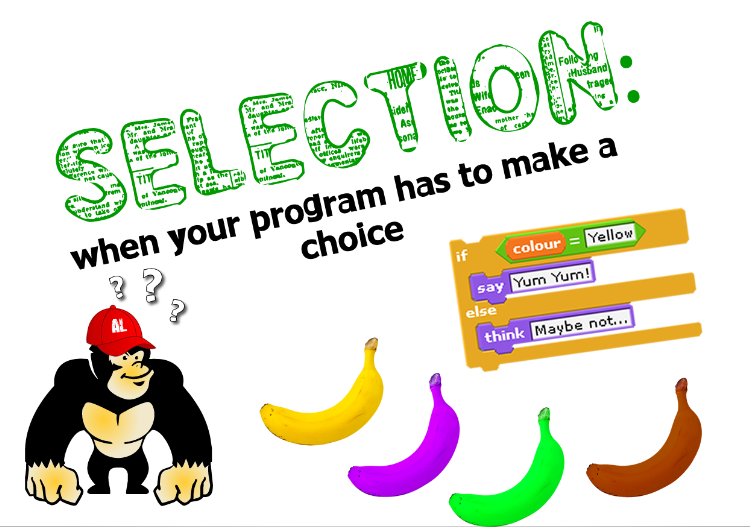 SELECTION:
when your program has to make a
choice
if colour = Yellow
say Yum Yum!
else
think Maybe not...
? ? ?
AL